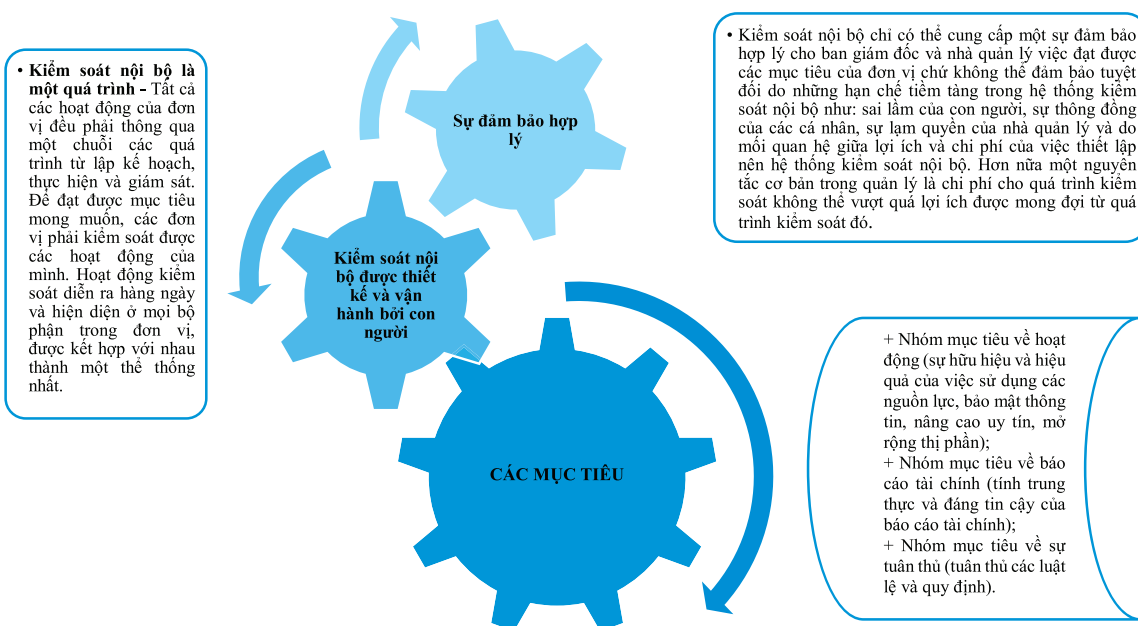 • Kiểm soát nội bộ là
một quá trình - Tất cả
các hoạt động của đơn
vị đều phải thông qua
một chuỗi các quá
trình từ lập kế hoạch,
thực hiện và giám sát.
Để đạt được mục tiêu
mong muốn, các đơn
vị phải kiểm soát được
các hoạt động của
mình. Hoạt động kiểm
soát diễn ra hàng ngày
và hiện diện ở mọi bộ
phận trong đơn vị,
được kết hợp với nhau
thành một thể thống
nhất.
Sự đảm bảo hợp
lý
Kiểm soát nội
bộ được thiết
kế và vận
hành bởi con
người
CÁC MỤC TIÊU
• Kiểm soát nội bộ chỉ có thể cung cấp một sự đảm bảo
hợp lý cho ban giám đốc và nhà quản lý việc đạt được
các mục tiêu của đơn vị chứ không thể đảm bảo tuyệt
đối do những hạn chế tiềm tàng trong hệ thống kiểm
soát nội bộ như: sai lầm của con người, sự thông đồng
của các cá nhân, sự lạm quyền của nhà quản lý và do
mối quan hệ giữa lợi ích và chi phí của việc thiết lập
nên hệ thống kiểm soát nội bộ. Hơn nữa một nguyên
tắc cơ bản trong quản lý là chi phí cho quá trình kiểm
soát không thể vượt quá lợi ích được mong đợi từ quá
trình kiểm soát đó.
+ Nhóm mục tiêu về hoạt
động (sự hữu hiệu và hiệu
quả của việc sử dụng các
nguồn lực, bảo mật thông
tin, nâng cao uy tín, mở
rộng thị phần);
+ Nhóm mục tiêu về báo
cáo tài chính (tính trung
thực và đáng tin cậy của
báo cáo tài chính);
+ Nhóm mục tiêu về sự
tuân thủ (tuân thủ các luật
lệ và quy định).